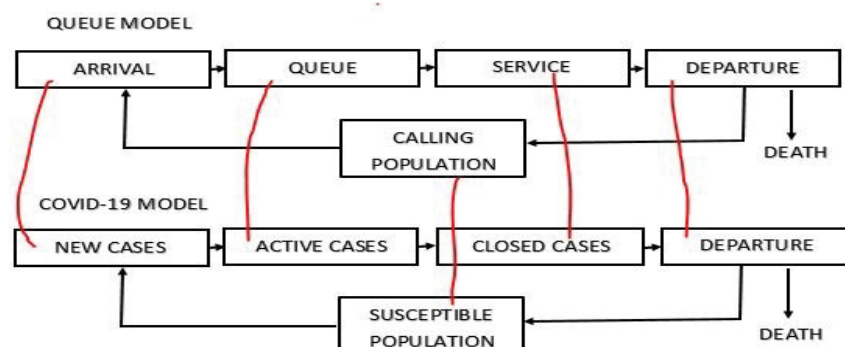 QUEUE MODEL
ARRIVAL
QUEUE
SERVICE
DEPARTURE
CALLING
POPULATION
DEATH
COVID-19 MODEL
NEW CASES
ACTIVE CASES
CLOSED CASES
DEPARTURE
SUSCEPTIBLE
POPULATION
DEATH